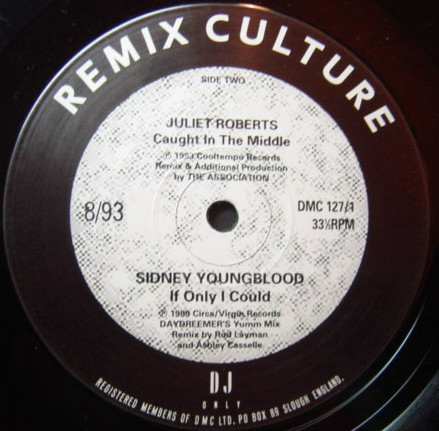 REMIX CULTURE
SIDE TWO
JULIET ROBERTS
Caught In The Middle
℗ 1993 Cooltempo Records
Remix & Additional Production
by THE ASSOCIATION
8/93
DMC 127/1
33⅓RPM
SIDNEY YOUNGBLOOD
If Only I Could
℗ 1989 Circa/Virgin Records
DAYDREEMER'S Yumm Mix
Remix by Rod Layman
and Ashley Casselle
DJ
ONLY
REGISTERED MEMBERS OF DMC LTD. PO BOX 89 SLOUGH ENGLAND.